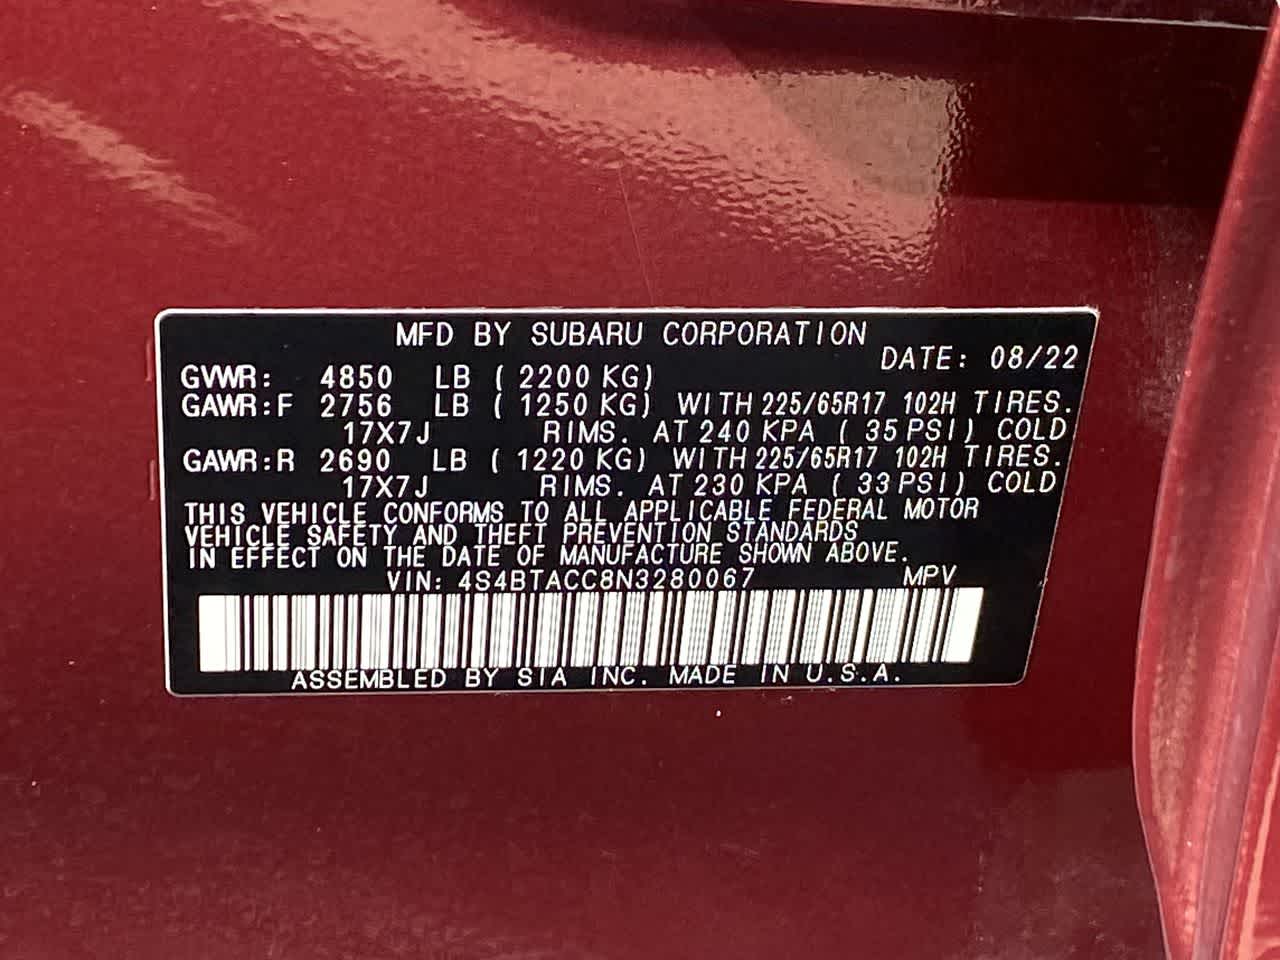 MFD BY SUBARU CORPORATION
DATE: 08/22
GVWR: 4850 LB ( 2200 KG)
GAWR:F 2756 LB ( 1250 KG) WITH 225/65R17 102H TIRES.
17X7J RIMS. AT 240 KPA ( 35 PSI) COLD
GAWR:R 2690 LB ( 1220 KG) WITH 225/65R17 102H TIRES.
17X7J RIMS. AT 230 KPA ( 33 PSI) COLD
THIS VEHICLE CONFORMS TO ALL APPLICABLE FEDERAL MOTOR
VEHICLE SAFETY AND THEFT PREVENTION STANDARDS
IN EFFECT ON THE DATE OF MANUFACTURE SHOWN ABOVE.
VIN: 4S4BTACC8N3280067 MPV
ASSEMBLED BY SIA INC. MADE IN U.S.A.